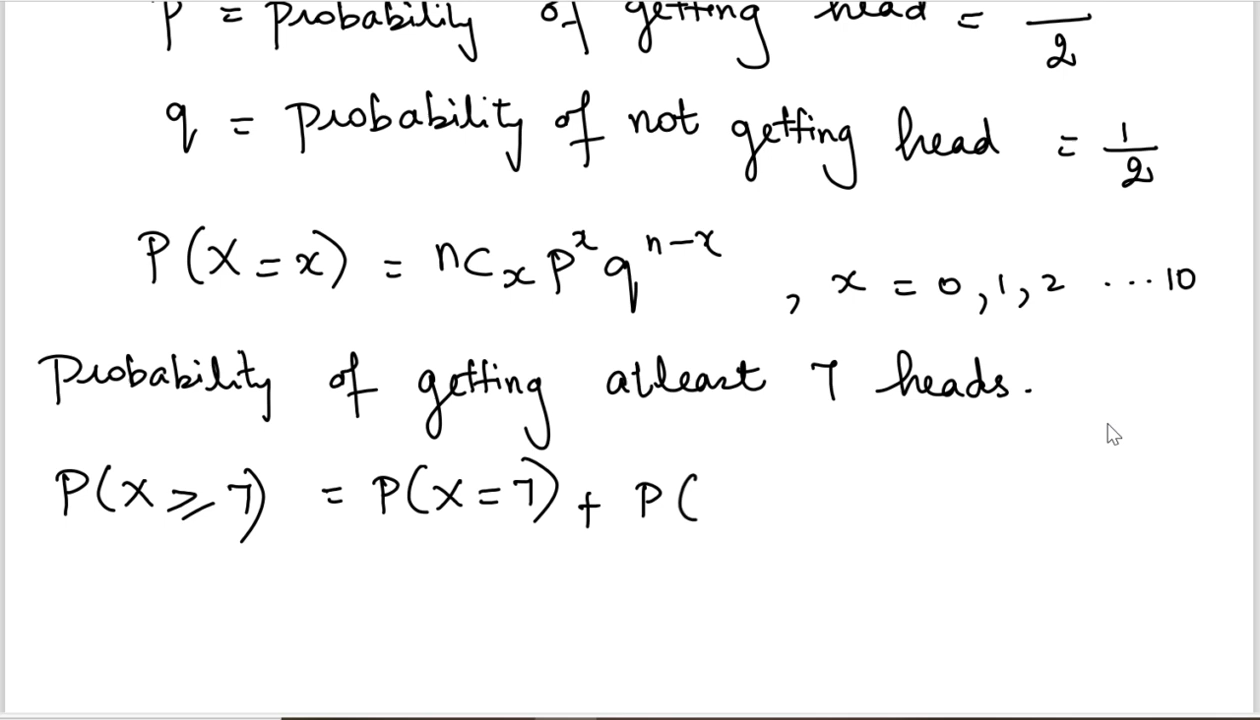 p = probability of getting head = — 2
q = probability of not getting head = 1/2
P(X = x) = nCx p^x q^(n-x) , x = 0, 1, 2 ...10
Probability of getting atleast 7 heads.
P(X ⩾ 7) = P(X = 7) + P(